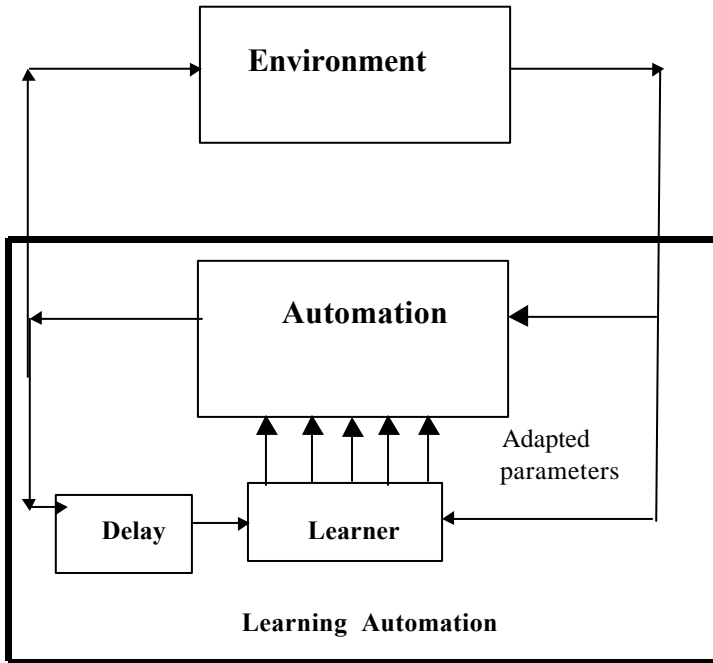 Environment
Automation
Adapted
parameters
Delay
Learner
Learning Automation